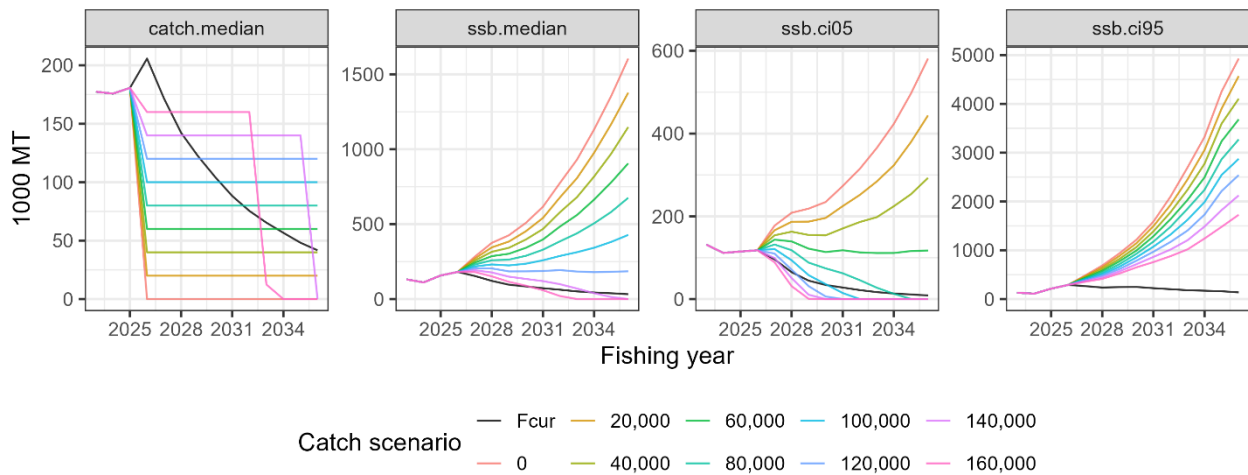 catch.median ssb.median ssb.ci05 ssb.ci95
1000 MT
200
150
100
50
0
1500
1000
500
0
600
400
200
0
5000
4000
3000
2000
1000
0
2025 2028 2031 2034 2025 2028 2031 2034 2025 2028 2031 2034 2025 2028 2031 2034
Fishing year
Catch scenario
Fcur 20,000 60,000 100,000 140,000
0 40,000 80,000 120,000 160,000